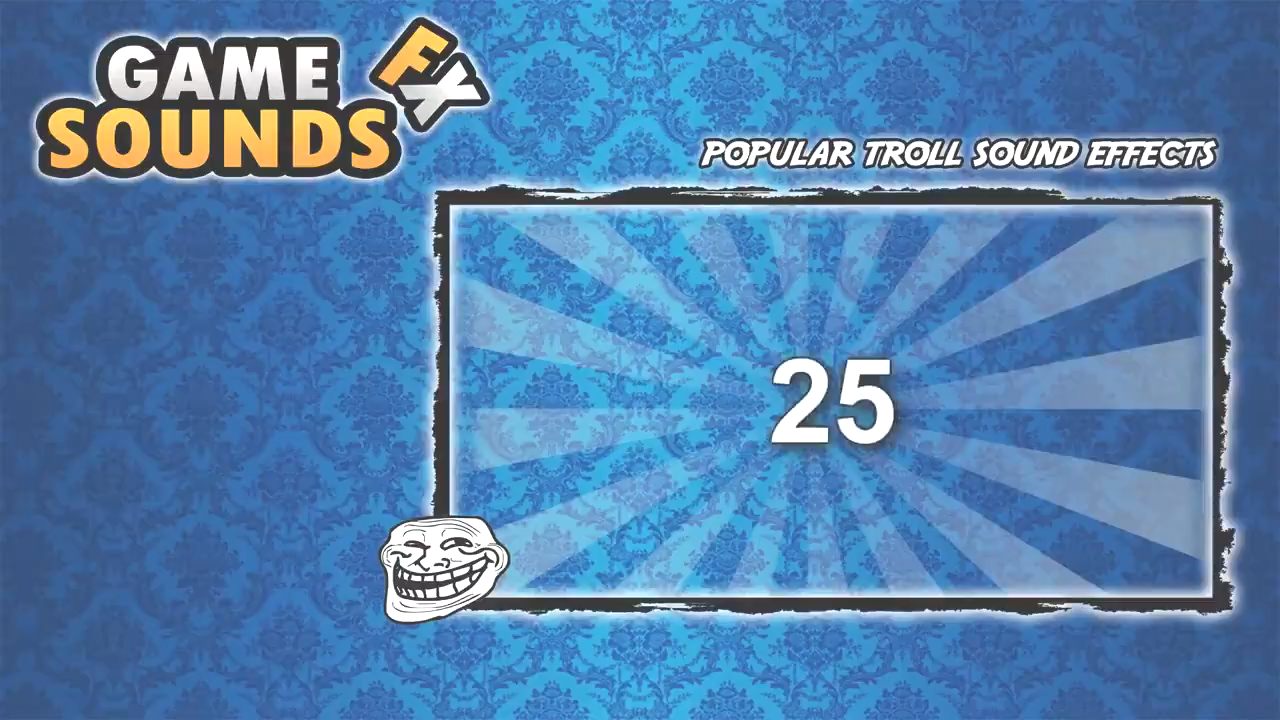 GAME
SOUNDS
FX
POPULAR TROLL SOUND EFFECTS
25